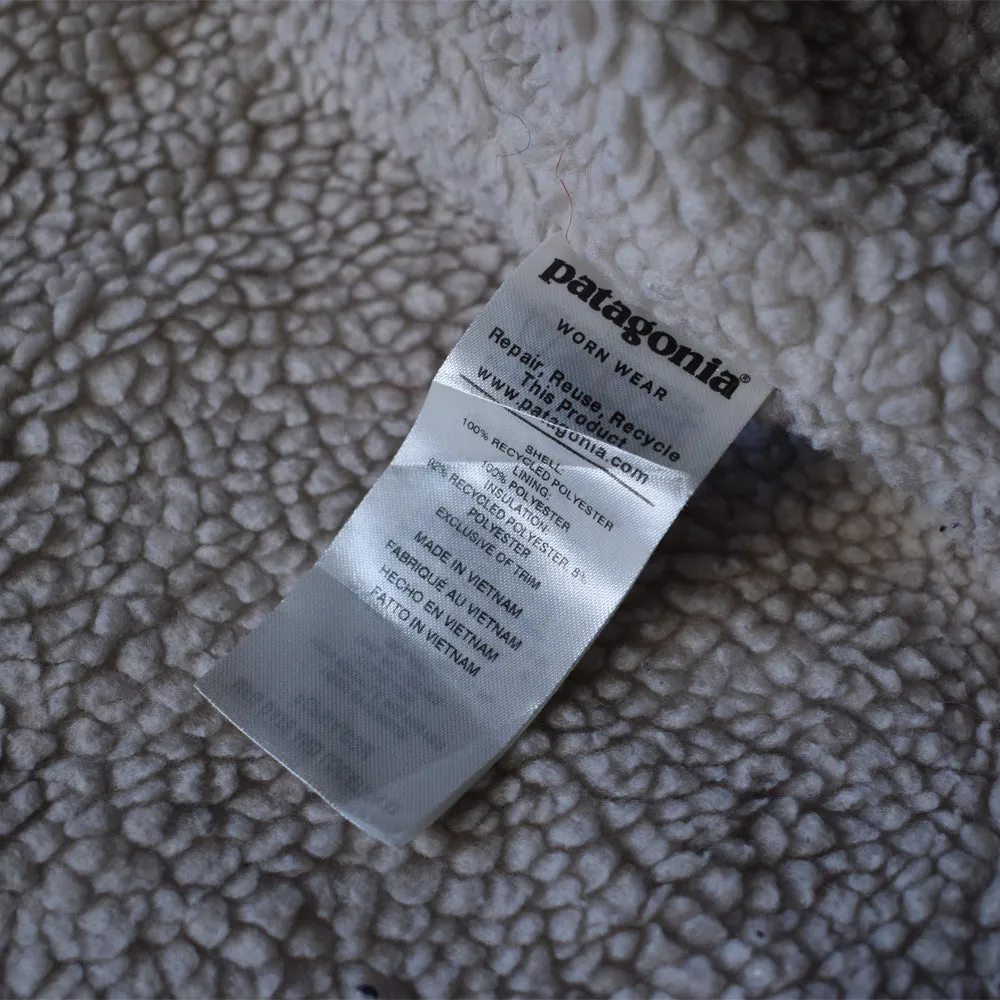 patagonia®
WORN WEAR
Repair, Reuse, Recycle
This Product
www.patagonia.com
SHELL:
100% RECYCLED POLYESTER
LINING:
100% POLYESTER
INSULATION:
92% RECYCLED POLYESTER, 8%
POLYESTER
EXCLUSIVE OF TRIM
MADE IN VIETNAM
FABRIQUÉ AU VIETNAM
HECHO EN VIETNAM
FATTO IN VIETNAM